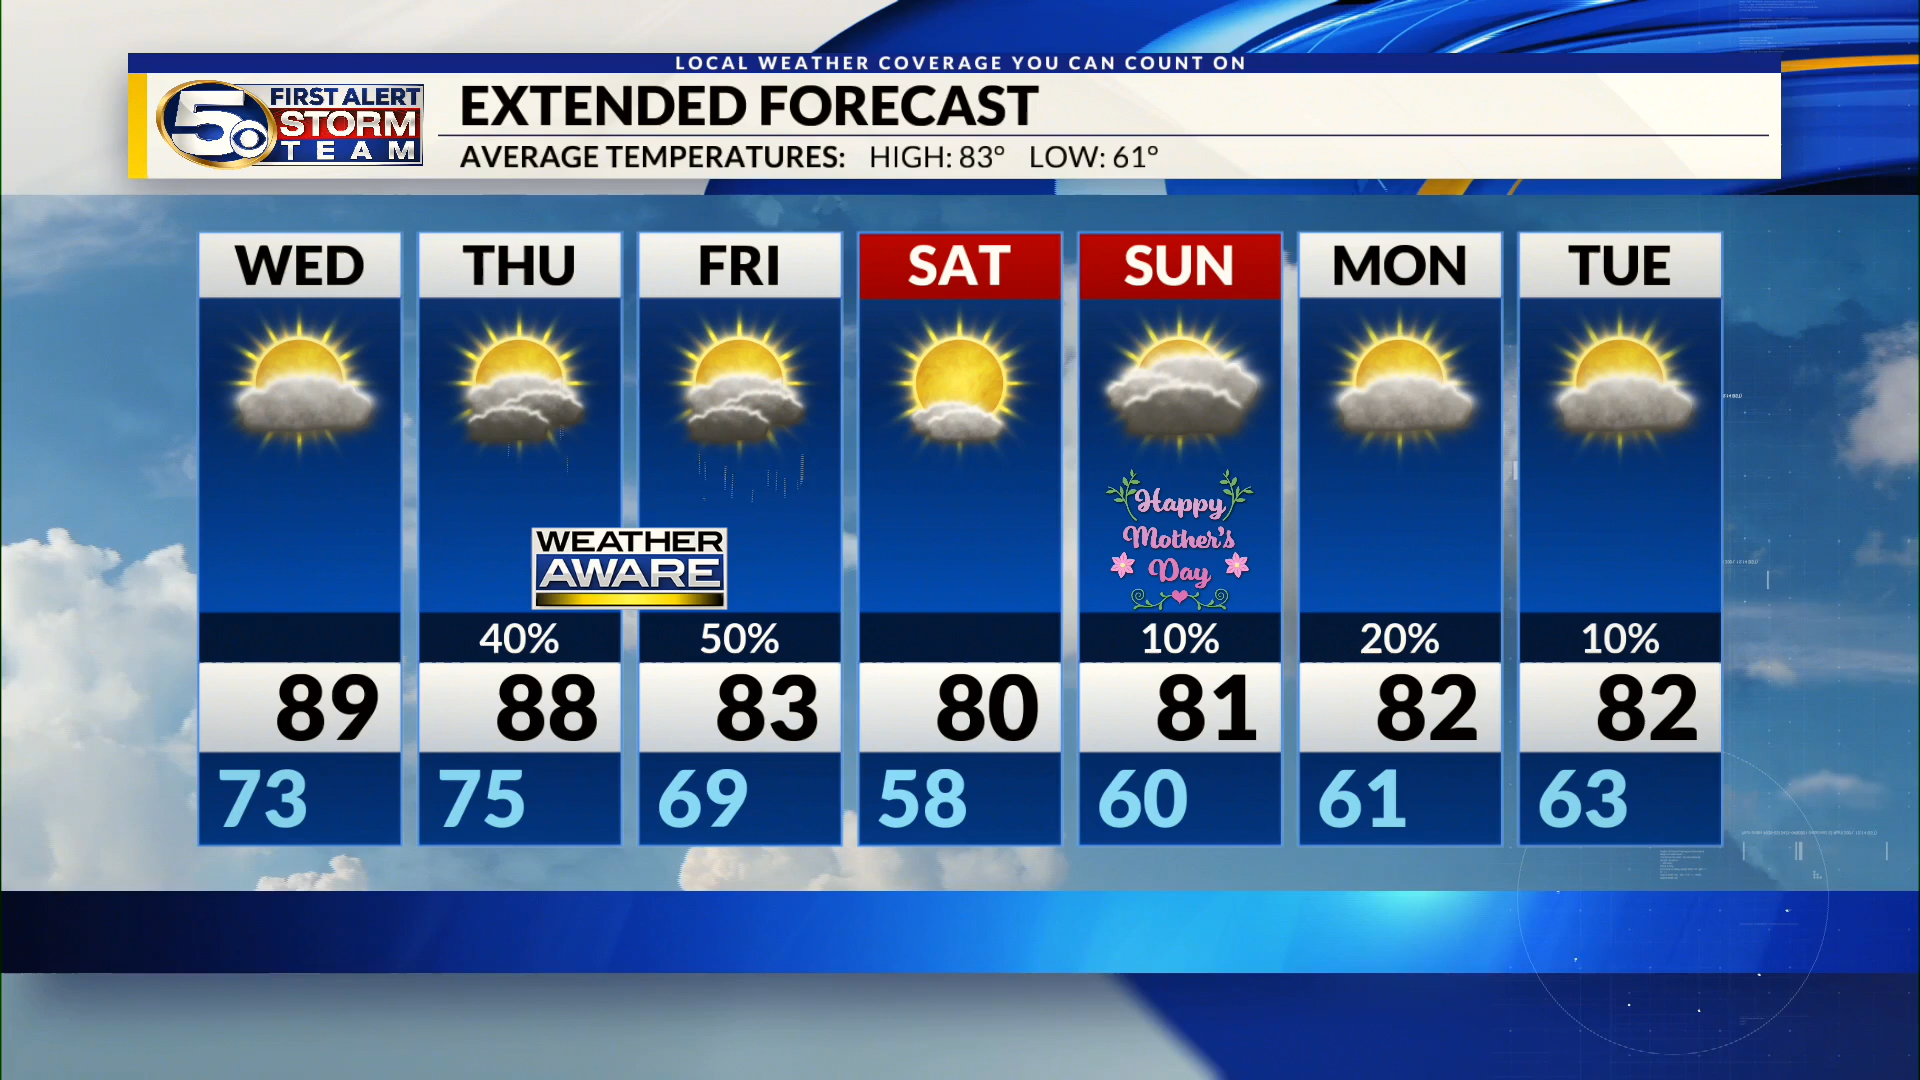 LOCAL WEATHER COVERAGE YOU CAN COUNT ON
5 FIRST ALERT
STORM
TEAM
EXTENDED FORECAST
AVERAGE TEMPERATURES: HIGH: 83° LOW: 61°
WED THU FRI SAT SUN MON TUE
Happy
Mother's
Day
WEATHER
AWARE
40% 50% 10% 20% 10%
89 88 83 80 81 82 82
73 75 69 58 60 61 63